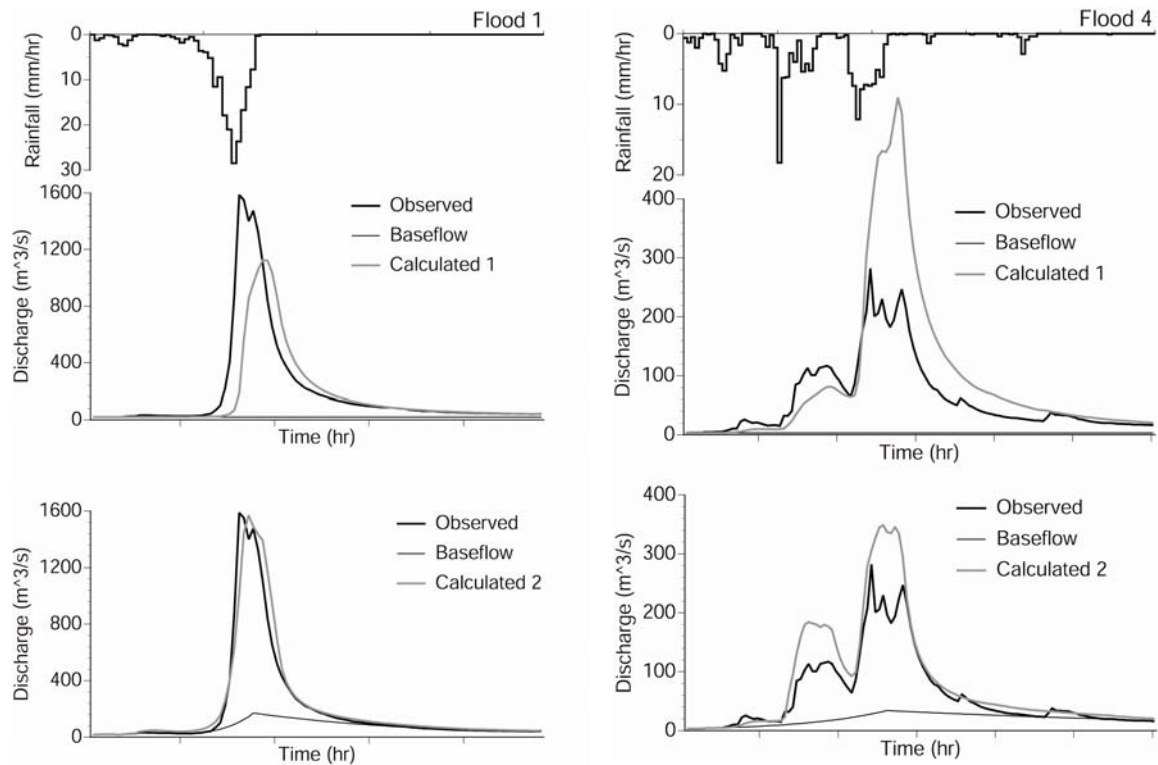 Flood 1
Rainfall (mm/hr)
0
10
20
30
Discharge (m^3/s)
1600
1200
800
400
0
Observed
Baseflow
Calculated 1
Time (hr)
Discharge (m^3/s)
1600
1200
800
400
0
Observed
Baseflow
Calculated 2
Time (hr)
Flood 4
Rainfall (mm/hr)
0
10
20
Discharge (m^3/s)
400
300
200
100
0
Observed
Baseflow
Calculated 1
Time (hr)
Discharge (m^3/s)
400
300
200
100
0
Observed
Baseflow
Calculated 2
Time (hr)